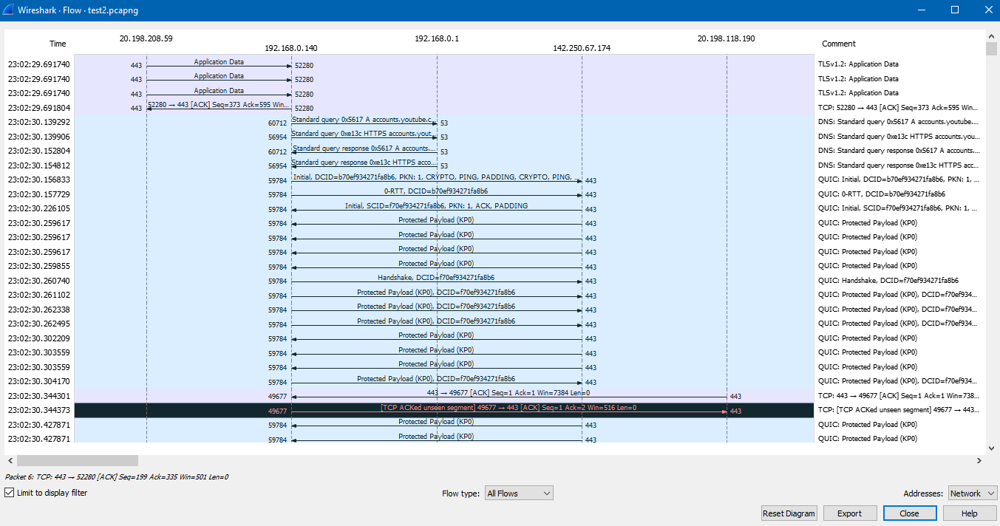 Wireshark · Flow · test2.pcapng
Time 20.198.208.59 192.168.0.140 192.168.0.1 142.250.67.174 20.198.118.190 Comment
23:02:29.691740 443 Application Data 52280 TLSv1.2: Application Data
23:02:29.691740 443 Application Data 52280 TLSv1.2: Application Data
23:02:29.691740 443 Application Data 52280 TLSv1.2: Application Data
23:02:29.691804 443 52280 → 443 [ACK] Seq=373 Ack=595 Win... 52280 TCP: 52280 → 443 [ACK] Seq=373 Ack=595 Win...
23:02:30.139292 60712 Standard query 0x5617 A accounts.youtube.c... 53 DNS: Standard query 0x5617 A accounts.youtube....
23:02:30.139906 56954 Standard query 0xe13c HTTPS accounts.yout... 53 DNS: Standard query 0xe13c HTTPS accounts.you...
23:02:30.152804 60712 Standard query response 0x5617 A accounts.... 53 DNS: Standard query response 0x5617 A accounts...
23:02:30.154812 56954 Standard query response 0xe13c HTTPS acco... 53 DNS: Standard query response 0xe13c HTTPS acc...
23:02:30.156833 59784 Initial, DCID=b70ef934271fa8b6, PKN: 1, CRYPTO, PING, PADDING, CRYPTO, PING, ... 443 QUIC: Initial, DCID=b70ef934271fa8b6, PKN: 1, ...
23:02:30.157729 59784 0-RTT, DCID=b70ef934271fa8b6 443 QUIC: 0-RTT, DCID=b70ef934271fa8b6
23:02:30.226105 59784 Initial, SCID=f70ef934271fa8b6, PKN: 1, ACK, PADDING 443 QUIC: Initial, SCID=f70ef934271fa8b6, PKN: 1, ...
23:02:30.259617 59784 Protected Payload (KP0) 443 QUIC: Protected Payload (KP0)
23:02:30.259617 59784 Protected Payload (KP0) 443 QUIC: Protected Payload (KP0)
23:02:30.259617 59784 Protected Payload (KP0) 443 QUIC: Protected Payload (KP0)
23:02:30.259855 59784 Protected Payload (KP0) 443 QUIC: Protected Payload (KP0)
23:02:30.260740 59784 Handshake, DCID=f70ef934271fa8b6 443 QUIC: Handshake, DCID=f70ef934271fa8b6
23:02:30.261102 59784 Protected Payload (KP0), DCID=f70ef934271fa8b6 443 QUIC: Protected Payload (KP0), DCID=f70ef934...
23:02:30.262338 59784 Protected Payload (KP0), DCID=f70ef934271fa8b6 443 QUIC: Protected Payload (KP0), DCID=f70ef934...
23:02:30.262495 59784 Protected Payload (KP0), DCID=f70ef934271fa8b6 443 QUIC: Protected Payload (KP0), DCID=f70ef934...
23:02:30.302209 59784 Protected Payload (KP0) 443 QUIC: Protected Payload (KP0)
23:02:30.303559 59784 Protected Payload (KP0) 443 QUIC: Protected Payload (KP0)
23:02:30.303559 59784 Protected Payload (KP0) 443 QUIC: Protected Payload (KP0)
23:02:30.304170 59784 Protected Payload (KP0), DCID=f70ef934271fa8b6 443 QUIC: Protected Payload (KP0), DCID=f70ef934...
23:02:30.344301 49677 443 → 49677 [ACK] Seq=1 Ack=1 Win=7384 Len=0 443 TCP: 443 → 49677 [ACK] Seq=1 Ack=1 Win=738...
23:02:30.344373 49677 [TCP ACKed unseen segment] 49677 → 443 [ACK] Seq=1 Ack=2 Win=516 Len=0 443 TCP: [TCP ACKed unseen segment] 49677 → 443...
23:02:30.427871 59784 Protected Payload (KP0) 443 QUIC: Protected Payload (KP0)
23:02:30.427871 59784 Protected Payload (KP0) 443 QUIC: Protected Payload (KP0)
Packet 6: TCP: 443 → 52280 [ACK] Seq=199 Ack=335 Win=501 Len=0
Limit to display filter Flow type: All Flows Addresses: Network
Reset Diagram Export Close Help